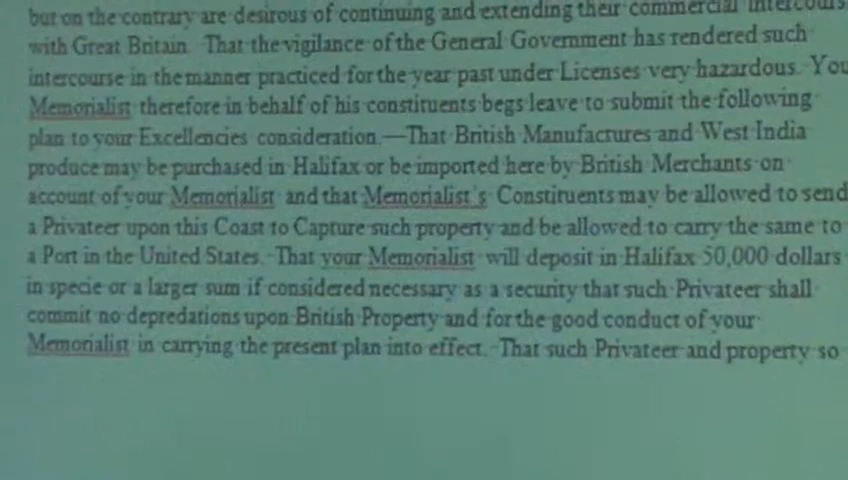 but on the contrary are desirous of continuing and extending their commercial intercours
with Great Britain. That the vigilance of the General Government has rendered such
intercourse in the manner practiced for the year past under Licenses very hazardous. You
Memorialist therefore in behalf of his constituents begs leave to submit the following
plan to your Excellencies consideration.—That British Manufactures and West India
produce may be purchased in Halifax or be imported here by British Merchants on
account of your Memorialist and that Memorialist's Constituents may be allowed to send
a Privateer upon this Coast to Capture such property and be allowed to carry the same to
a Port in the United States. That your Memorialist will deposit in Halifax 50,000 dollars
in specie or a larger sum if considered necessary as a security that such Privateer shall
commit no depredations upon British Property and for the good conduct of your
Memorialist in carrying the present plan into effect. That such Privateer and property so